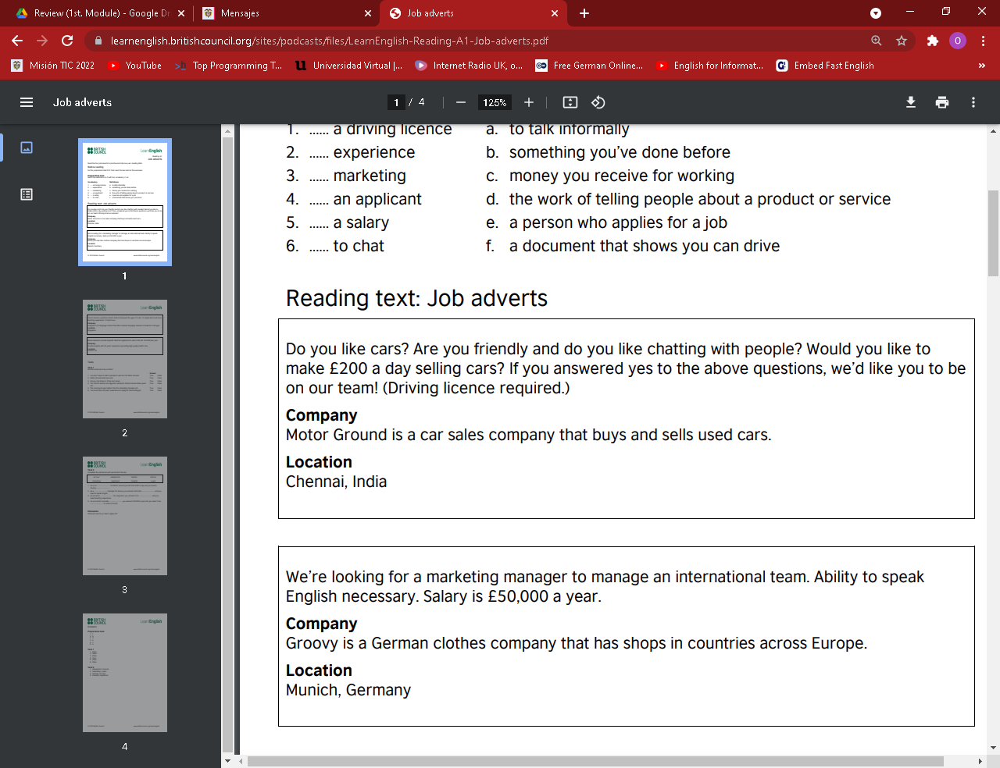 Review (1st. Module) - Google Dr
Mensajes
Job adverts
learnenglish.britishcouncil.org/sites/podcasts/files/LearnEnglish-Reading-A1-Job-adverts.pdf
O
Misión TIC 2022
YouTube
Top Programming T...
Universidad Virtual |...
Internet Radio UK, o...
Free German Online...
English for Informat...
Embed Fast English
»
Job adverts
1 / 4
125%
1
2
3
4
1. ...... a driving licence a. to talk informally
2. ...... experience b. something you've done before
3. ...... marketing c. money you receive for working
4. ...... an applicant d. the work of telling people about a product or service
5. ...... a salary e. a person who applies for a job
6. ...... to chat f. a document that shows you can drive
Reading text: Job adverts
Do you like cars? Are you friendly and do you like chatting with people? Would you like to
make £200 a day selling cars? If you answered yes to the above questions, we'd like you to be
on our team! (Driving licence required.)
Company
Motor Ground is a car sales company that buys and sells used cars.
Location
Chennai, India
We're looking for a marketing manager to manage an international team. Ability to speak
English necessary. Salary is £50,000 a year.
Company
Groovy is a German clothes company that has shops in countries across Europe.
Location
Munich, Germany